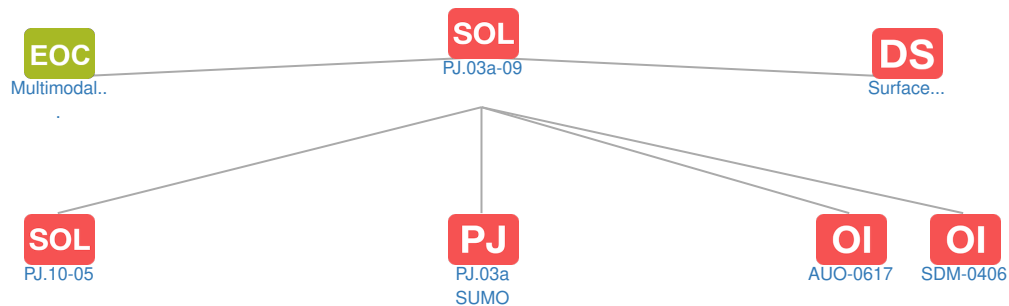 EOC
Multimodal..
.
SOL
PJ.03a-09
DS
Surface...
SOL
PJ.10-05
PJ
PJ.03a
SUMO
OI
AUO-0617
OI
SDM-0406